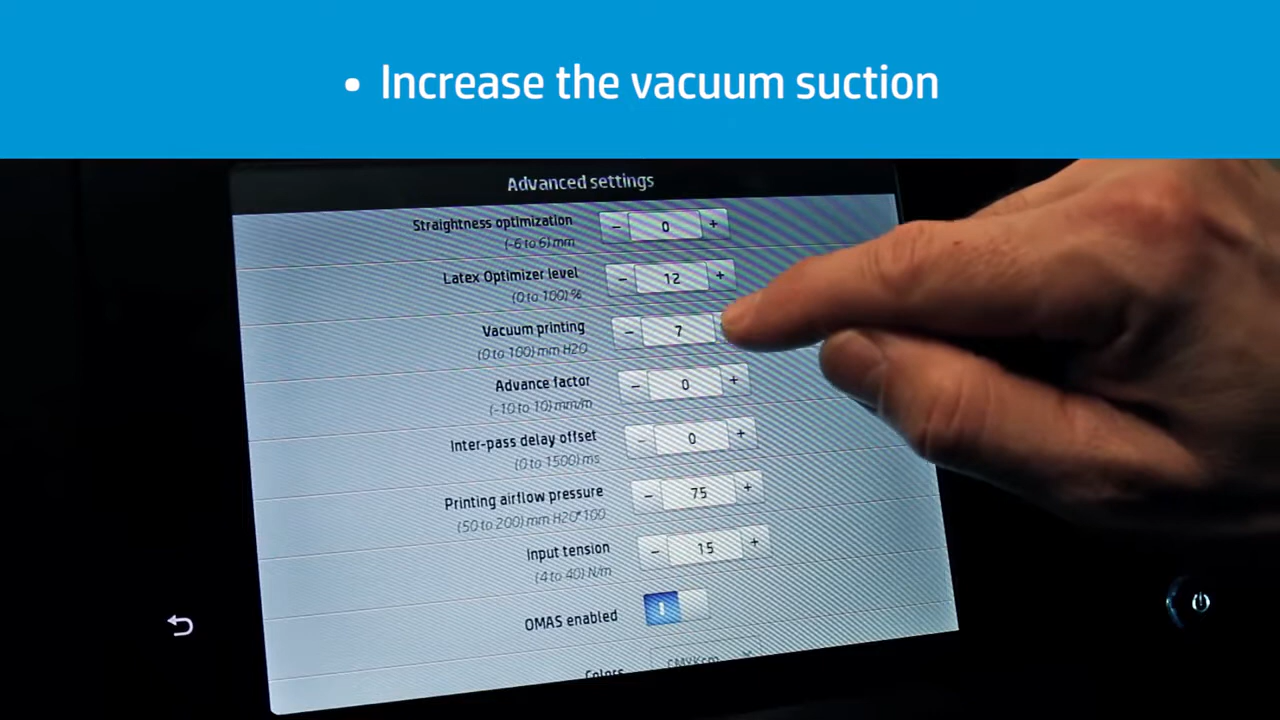 • Increase the vacuum suction
Advanced settings
Straightness optimization - 0 +
(-6 to 6) mm
Latex Optimizer level - 12 +
(0 to 100) %
Vacuum printing - 7
(0 to 100) mm H2O
Advance factor - 0 +
(-10 to 10) mm/m
Inter-pass delay offset - 0 +
(0 to 1500) ms
Printing airflow pressure - 75 +
(50 to 200) mm H2O*100
Input tension - 15 +
(4 to 40) N/m
OMAS enabled I
Colors CMYKcm